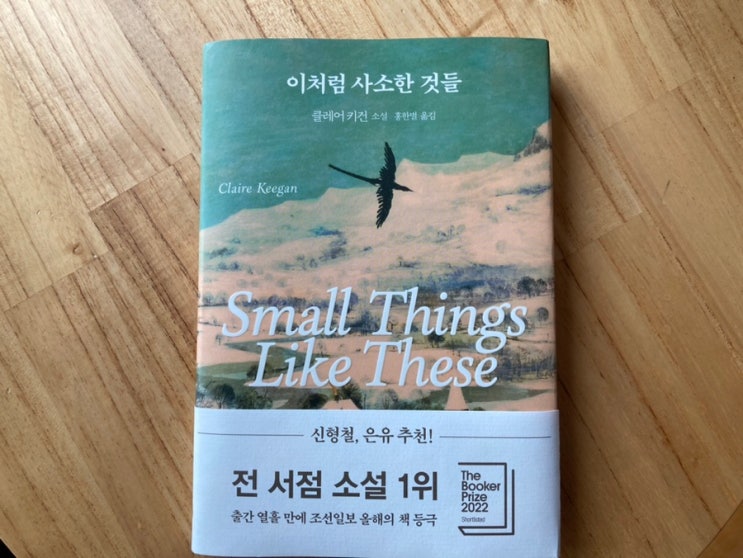 이처럼 사소한 것들
클레어 키건 소설 홍한별 옮김
Claire Keegan
Small Things
Like These
신형철, 은유 추천!
전 서점 소설 1위
출간 열흘 만에 조선일보 올해의 책 등극
The
Booker
Prize
2022
Shortlisted